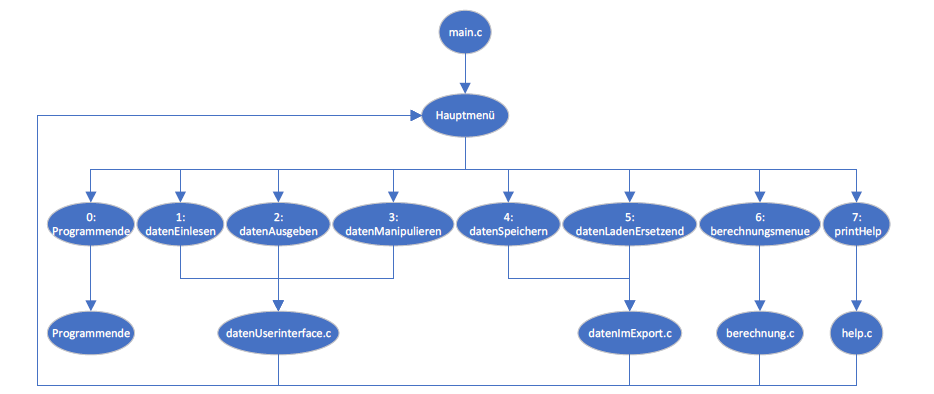 main.c
Hauptmenü
0:
Programmende
1:
datenEinlesen
2:
datenAusgeben
3:
datenManipulieren
4:
datenSpeichern
5:
datenLadenErsetzend
6:
berechnungsmenue
7:
printHelp
Programmende
datenUserinterface.c
datenImExport.c
berechnung.c
help.c